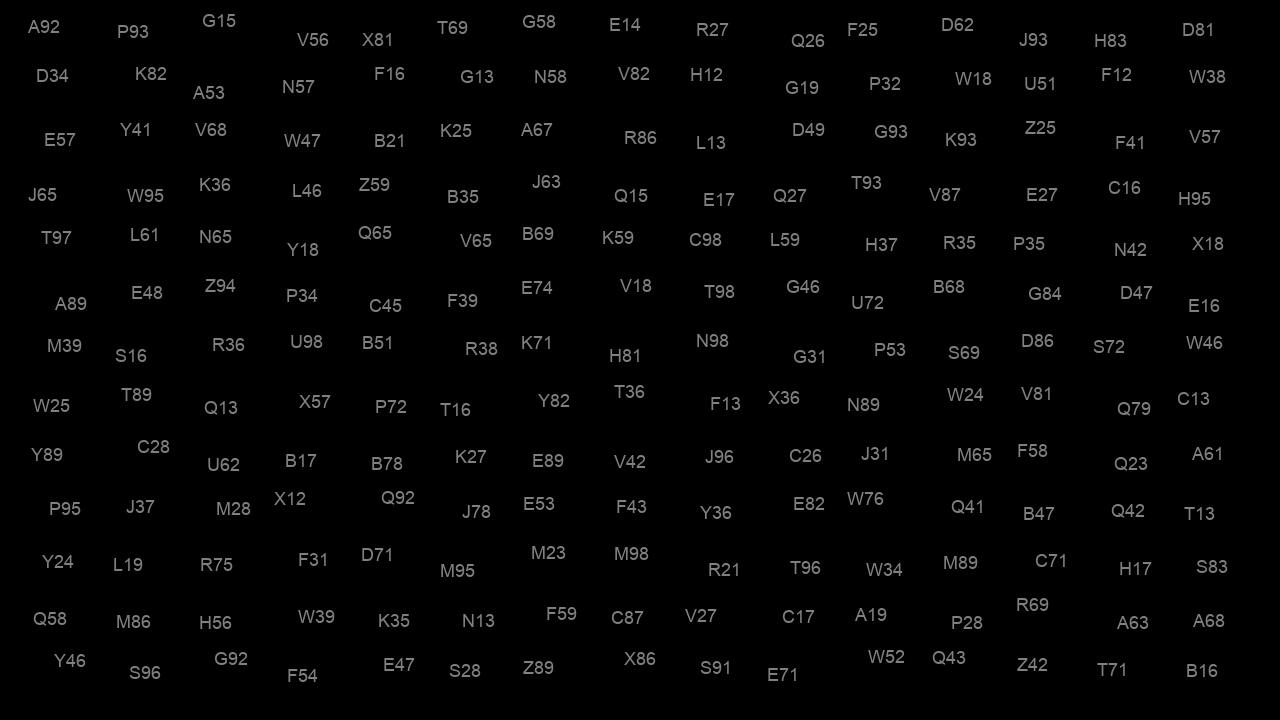 A92 P93 G15 V56 X81 T69 G58 E14 R27 Q26 F25 D62 J93 H83 D81
D34 K82 A53 N57 F16 G13 N58 V82 H12 G19 P32 W18 U51 F12 W38
E57 Y41 V68 W47 B21 K25 A67 R86 L13 D49 G93 K93 Z25 F41 V57
J65 W95 K36 L46 Z59 B35 J63 Q15 E17 Q27 T93 V87 E27 C16 H95
T97 L61 N65 Y18 Q65 V65 B69 K59 C98 L59 H37 R35 P35 N42 X18
A89 E48 Z94 P34 C45 F39 E74 V18 T98 G46 U72 B68 G84 D47 E16
M39 S16 R36 U98 B51 R38 K71 H81 N98 G31 P53 S69 D86 S72 W46
W25 T89 Q13 X57 P72 T16 Y82 T36 F13 X36 N89 W24 V81 Q79 C13
Y89 C28 U62 B17 B78 K27 E89 V42 J96 C26 J31 M65 F58 Q23 A61
P95 J37 M28 X12 Q92 J78 E53 F43 Y36 E82 W76 Q41 B47 Q42 T13
Y24 L19 R75 F31 D71 M95 M23 M98 R21 T96 W34 M89 C71 H17 S83
Q58 M86 H56 W39 K35 N13 F59 C87 V27 C17 A19 P28 R69 A63 A68
Y46 S96 G92 F54 E47 S28 Z89 X86 S91 E71 W52 Q43 Z42 T71 B16